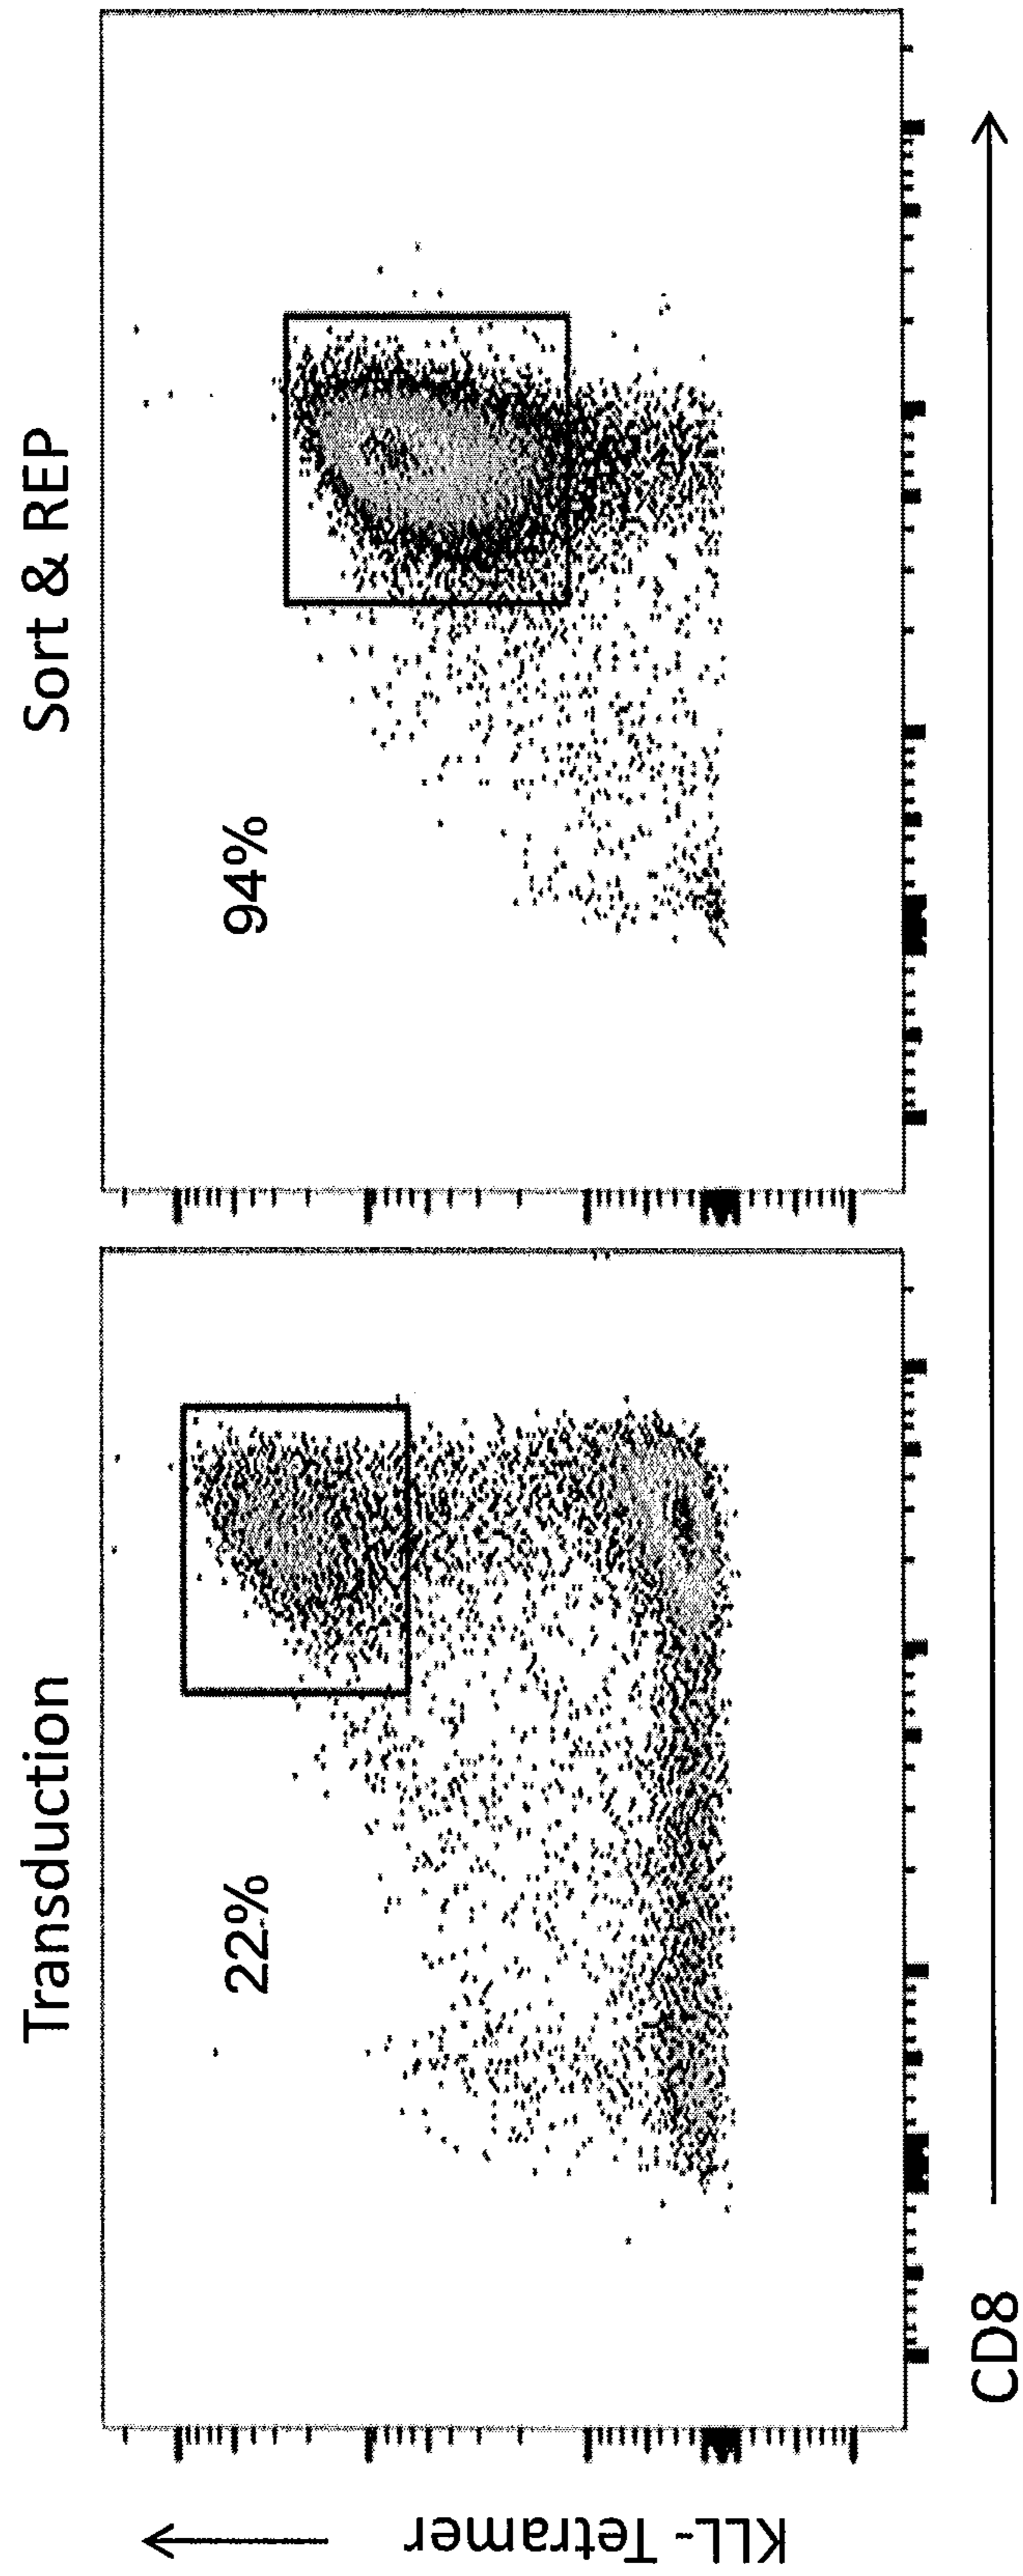 Transduction
Sort & REP
22%
94%
KLL- Tetramer
CD8